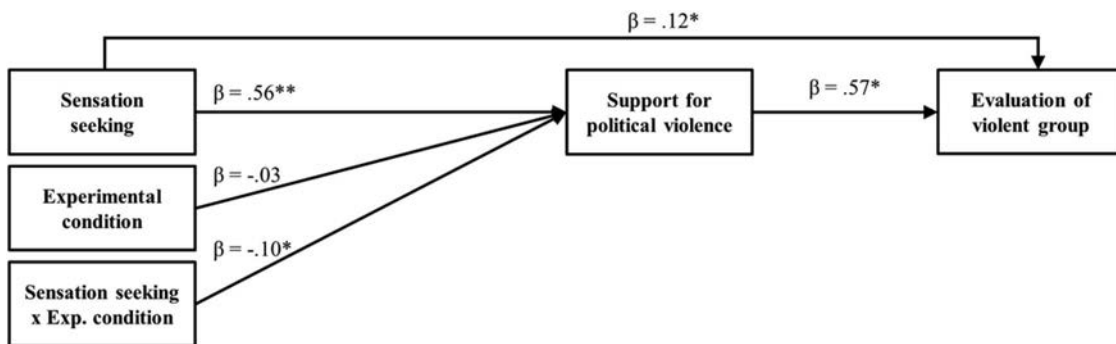 β = .12*
Sensation
seeking
β = .56**
Support for
political violence
β = .57*
Evaluation of
violent group
Experimental
condition
β = -.03
Sensation seeking
x Exp. condition
β = -.10*